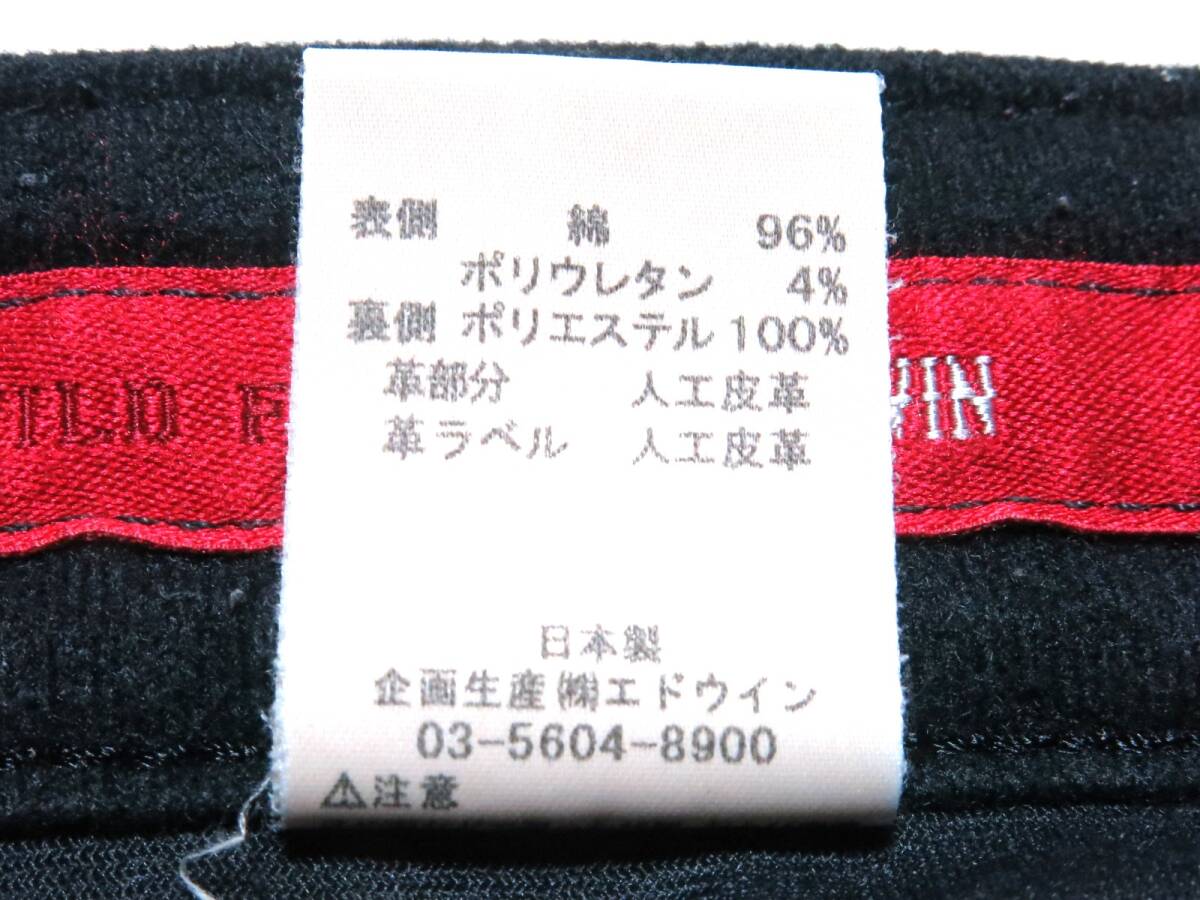 表側 綿 96%
ポリウレタン 4%
裏側 ポリエステル 100%
革部分 人工皮革
革ラベル 人工皮革
日本製
企画生産㈱エドウイン
03-5604-8900
⚠注意